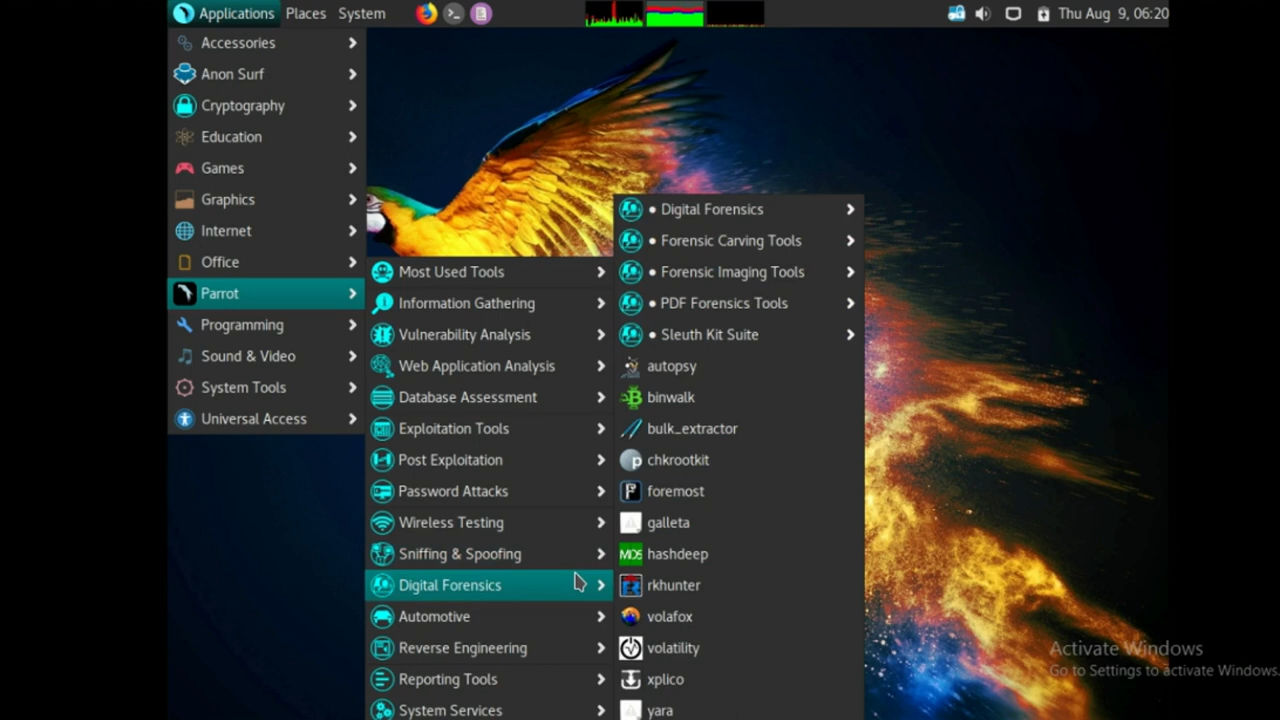 Applications Places System Thu Aug 9, 06:20
Accessories
Anon Surf
Cryptography
Education
Games
Graphics
Internet
Office
Parrot
Programming
Sound & Video
System Tools
Universal Access
Most Used Tools
Information Gathering
Vulnerability Analysis
Web Application Analysis
Database Assessment
Exploitation Tools
Post Exploitation
Password Attacks
Wireless Testing
Sniffing & Spoofing
Digital Forensics
Automotive
Reverse Engineering
Reporting Tools
System Services
• Digital Forensics
• Forensic Carving Tools
• Forensic Imaging Tools
• PDF Forensics Tools
• Sleuth Kit Suite
autopsy
binwalk
bulk_extractor
chkrootkit
foremost
galleta
MD5 hashdeep
rkhunter
volafox
volatility
xplico
yara
Activate Windows
Go to Settings to activate Windows.